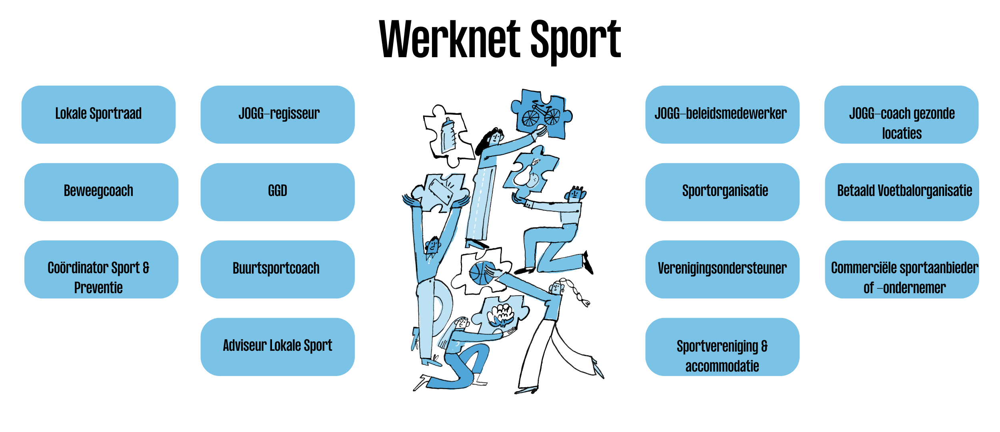 Werknet Sport
Lokale Sportraad
JOGG-regisseur
JOGG-beleidsmedewerker
JOGG-coach gezonde
locaties
Beweegcoach
GGD
Sportorganisatie
Betaald Voetbalorganisatie
Coördinator Sport &
Preventie
Buurtsportcoach
Verenigingsondersteuner
Commerciële sportaanbieder
of -ondernemer
Adviseur Lokale Sport
Sportvereniging &
accommodatie